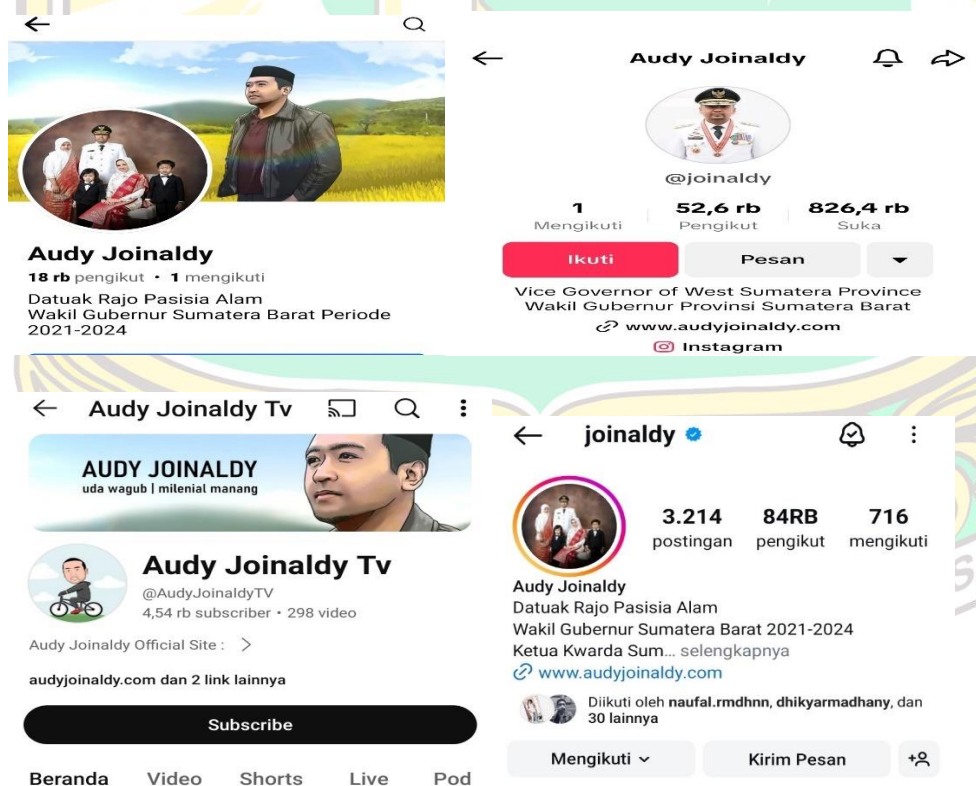 Audy Joinaldy
18 rb pengikut • 1 mengikuti
Datuak Rajo Pasisia Alam
Wakil Gubernur Sumatera Barat Periode
2021-2024
Audy Joinaldy
@joinaldy
1 52,6 rb 826,4 rb
Mengikuti Pengikut Suka
Ikuti Pesan
Vice Governor of West Sumatera Province
Wakil Gubernur Provinsi Sumatera Barat
www.audyjoinaldy.com
Instagram
Audy Joinaldy Tv
AUDY JOINALDY
uda wagub | milenial manang
Audy Joinaldy Tv
@AudyJoinaldyTV
4,54 rb subscriber • 298 video
Audy Joinaldy Official Site :
audyjoinaldy.com dan 2 link lainnya
Subscribe
Beranda Video Shorts Live Pod
joinaldy
3.214 84RB 716
postingan pengikut mengikuti
Audy Joinaldy
Datuak Rajo Pasisia Alam
Wakil Gubernur Sumatera Barat 2021-2024
Ketua Kwarda Sum... selengkapnya
www.audyjoinaldy.com
Diikuti oleh naufal.rmdhnn, dhikyarmadhany, dan
30 lainnya
Mengikuti Kirim Pesan